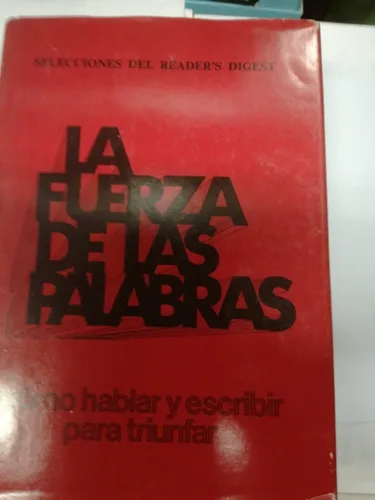 SELECCIONES DEL READER'S DIGEST
LA
FUERZA
DE LAS
PALABRAS
hablar y escribir
para triunfar